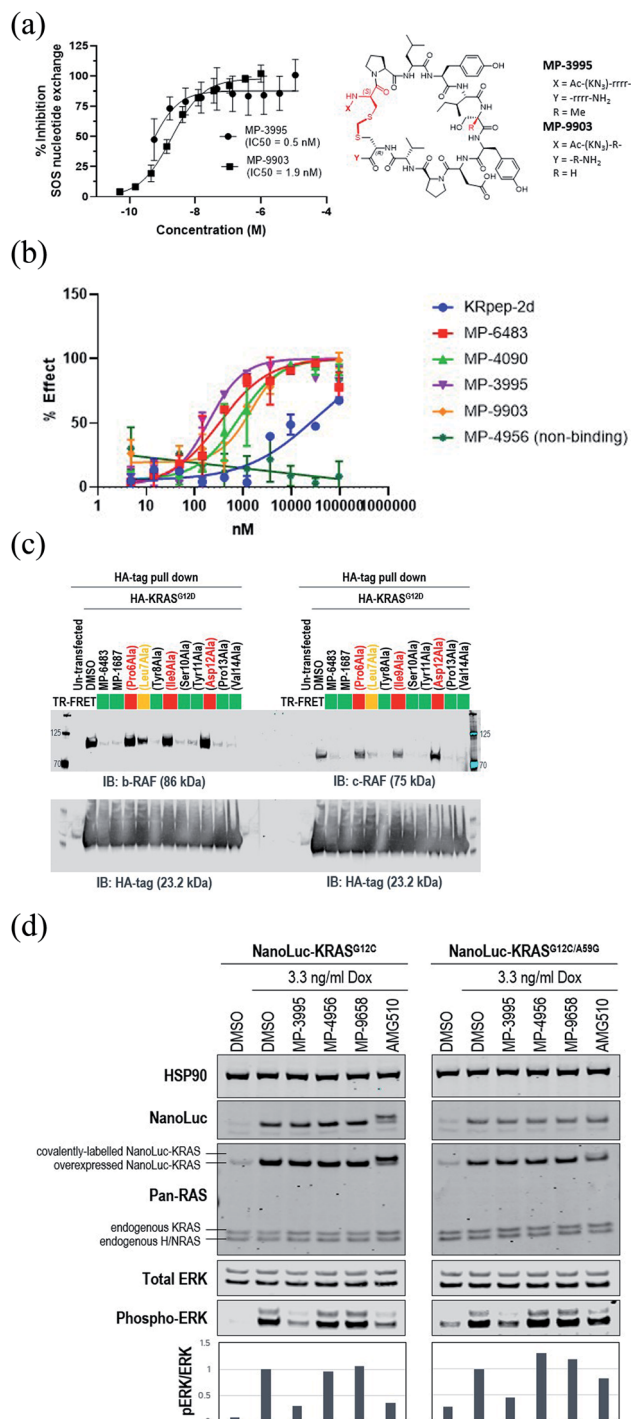 (a)
125
100
75
50
25
0
% Inhibition
SOS nucleotide exchange
MP-3995
(IC50 = 0.5 nM)
MP-9903
(IC50 = 1.9 nM)
-10 -8 -6 -4
Concentration (M)
MP-3995
X = Ac-(KN₃)-rrrr-
Y = -rrrr-NH₂
R = Me
MP-9903
X = Ac-(KN₃)-R-
Y = -R-NH₂
R = H
(b)
150
100
50
0
% Effect
1 10 100 1000 10000 100000 1000000
nM
KRpep-2d
MP-6483
MP-4090
MP-3995
MP-9903
MP-4956 (non-binding)
(c)
HA-tag pull down HA-tag pull down
HA-KRASᴳ¹²ᴰ HA-KRASᴳ¹²ᴰ
Un-transfected DMSO MP-6483 MP-1687 (Pro6Ala) (Leu7Ala) (Tyr8Ala) (Ile9Ala) (Ser10Ala) (Tyr11Ala) (Asp12Ala) (Pro13Ala) (Val14Ala)
Un-transfected DMSO MP-6483 MP-1687 (Pro6Ala) (Leu7Ala) (Tyr8Ala) (Ile9Ala) (Ser10Ala) (Tyr11Ala) (Asp12Ala) (Pro13Ala) (Val14Ala)
TR-FRET TR-FRET
125 125
70 70
IB: b-RAF (86 kDa) IB: c-RAF (75 kDa)
IB: HA-tag (23.2 kDa) IB: HA-tag (23.2 kDa)
(d)
NanoLuc-KRASᴳ¹²ᶜ NanoLuc-KRASᴳ¹²ᶜ/ᴬ⁵⁹ᴳ
3.3 ng/ml Dox 3.3 ng/ml Dox
DMSO DMSO MP-3995 MP-4956 MP-9658 AMG510 DMSO DMSO MP-3995 MP-4956 MP-9658 AMG510
HSP90
NanoLuc
covalently-labelled NanoLuc-KRAS
overexpressed NanoLuc-KRAS
Pan-RAS
endogenous KRAS
endogenous H/NRAS
Total ERK
Phospho-ERK
pERK/ERK
1.5
1
0.5